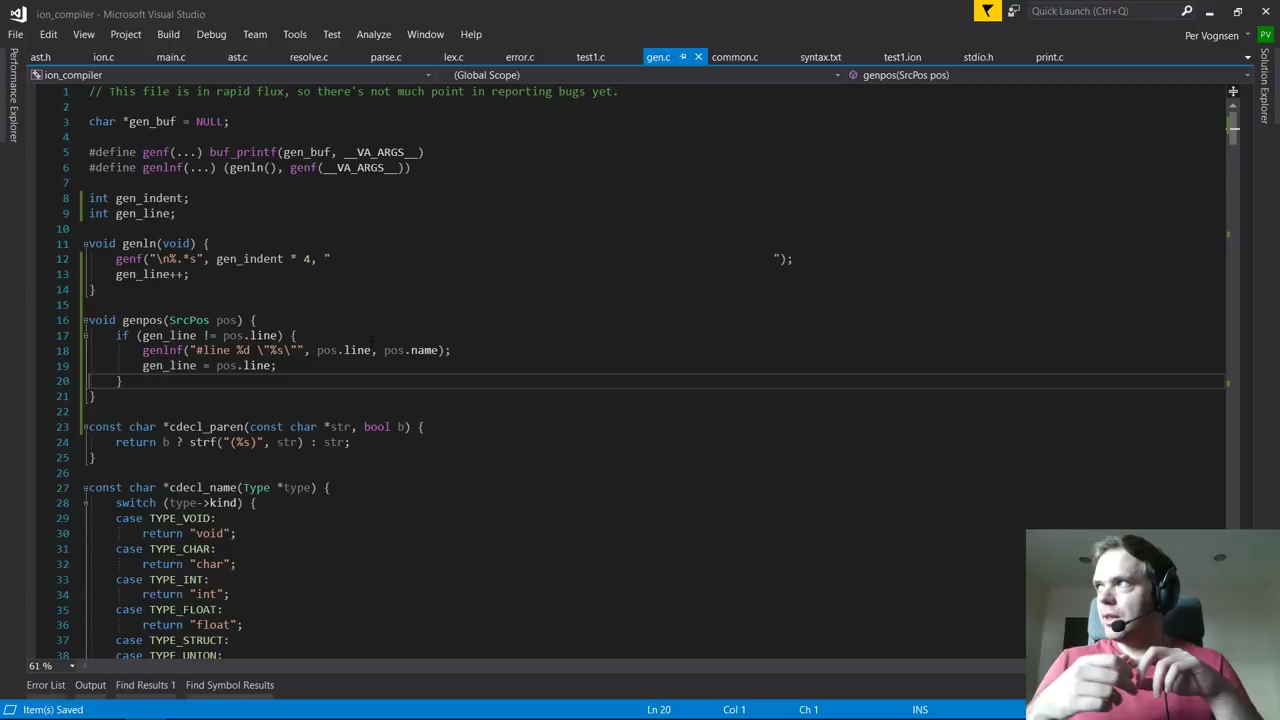 ion_compiler - Microsoft Visual Studio
Quick Launch (Ctrl+Q)
File Edit View Project Build Debug Team Tools Test Analyze Window Help
Per Vognsen
PV
ast.h ion.c main.c ast.c resolve.c parse.c lex.c error.c test1.c gen.c common.c syntax.txt test1.ion stdio.h print.c
ion_compiler (Global Scope) genpos(SrcPos pos)
Performance Explorer
Solution Explorer
1 // This file is in rapid flux, so there's not much point in reporting bugs yet.
2
3 char *gen_buf = NULL;
4
5 #define genf(...) buf_printf(gen_buf, __VA_ARGS__)
6 #define genlnf(...) (genln(), genf(__VA_ARGS__))
7
8 int gen_indent;
9 int gen_line;
10
11 void genln(void) {
12 genf("\n%.*s", gen_indent * 4, "                                                                  ");
13 gen_line++;
14 }
15
16 void genpos(SrcPos pos) {
17 if (gen_line != pos.line) {
18 genlnf("#line %d \"%s\"", pos.line, pos.name);
19 gen_line = pos.line;
20 }
21 }
22
23 const char *cdecl_paren(const char *str, bool b) {
24 return b ? strf("(%s)", str) : str;
25 }
26
27 const char *cdecl_name(Type *type) {
28 switch (type->kind) {
29 case TYPE_VOID:
30 return "void";
31 case TYPE_CHAR:
32 return "char";
33 case TYPE_INT:
34 return "int";
35 case TYPE_FLOAT:
36 return "float";
37 case TYPE_STRUCT:
38 case TYPE_UNION:
61 %
Error List Output Find Results 1 Find Symbol Results
Item(s) Saved Ln 20 Col 1 Ch 1 INS